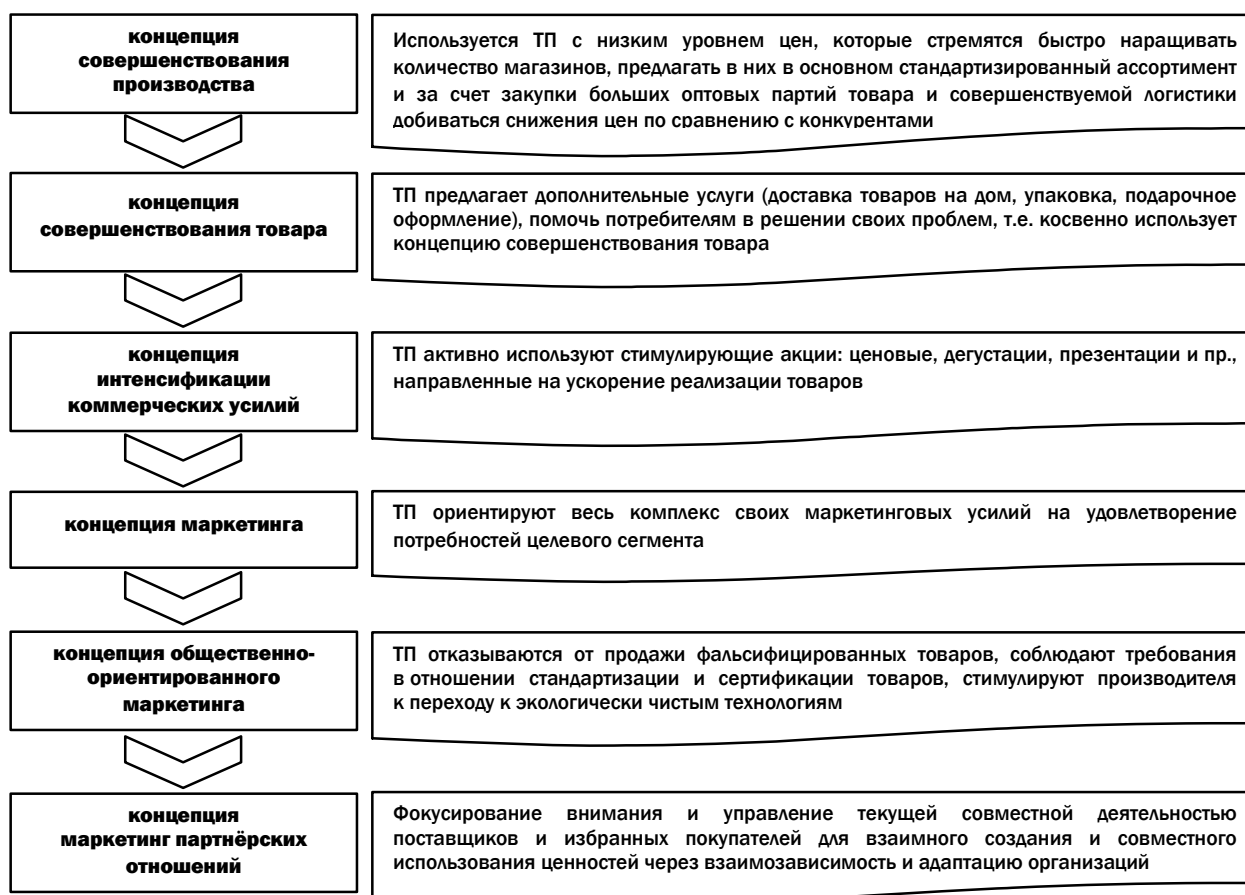 концепция
совершенствования
производства
Используется ТП с низким уровнем цен, которые стремятся быстро наращивать
количество магазинов, предлагать в них в основном стандартизированный ассортимент
и за счет закупки больших оптовых партий товара и совершенствуемой логистики
добиваться снижения цен по сравнению с конкурентами
концепция
совершенствования товара
ТП предлагает дополнительные услуги (доставка товаров на дом, упаковка, подарочное
оформление), помочь потребителям в решении своих проблем, т.е. косвенно использует
концепцию совершенствования товара
концепция
интенсификации
коммерческих усилий
ТП активно используют стимулирующие акции: ценовые, дегустации, презентации и пр.,
направленные на ускорение реализации товаров
концепция маркетинга
ТП ориентируют весь комплекс своих маркетинговых усилий на удовлетворение
потребностей целевого сегмента
концепция общественно-
ориентированного
маркетинга
ТП отказываются от продажи фальсифицированных товаров, соблюдают требования
в отношении стандартизации и сертификации товаров, стимулируют производителя
к переходу к экологически чистым технологиям
концепция
маркетинг партнёрских
отношений
Фокусирование внимания и управление текущей совместной деятельностью
поставщиков и избранных покупателей для взаимного создания и совместного
использования ценностей через взаимозависимость и адаптацию организаций